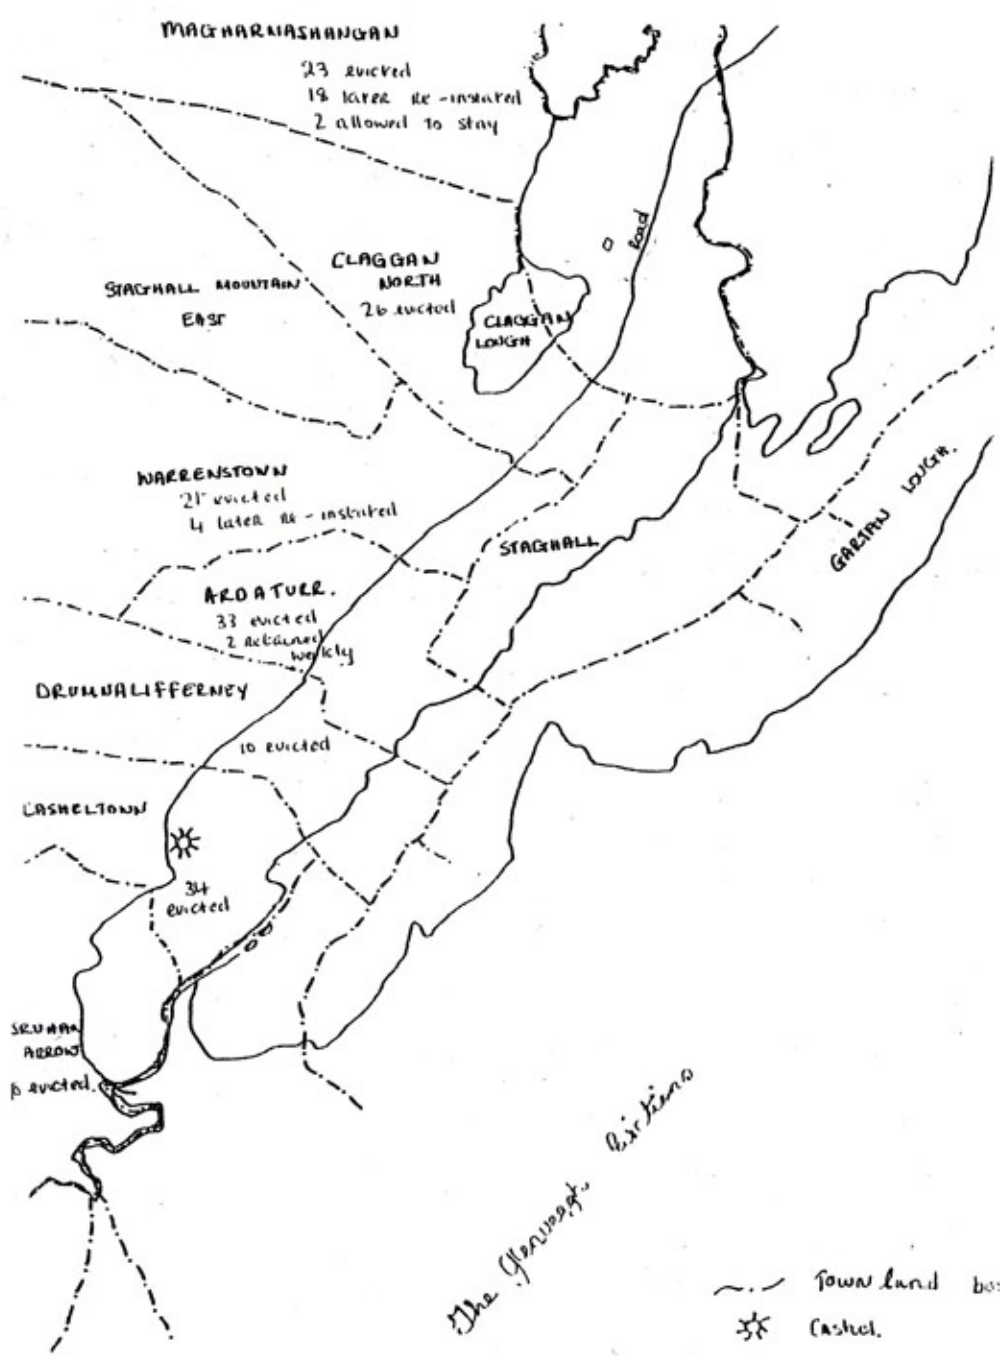 MAGHARNASHANGAN
23 evicted
18 later re-instated
2 allowed to stay
CLAGGAN
NORTH
26 evicted
STAGHALL MOUNTAIN
EAST
CLAGGAN
LOUGH
Road
WARRENSTOWN
21 evicted
4 later re-instated
STAGHALL
GARTAN LOUGH.
ARDATURR.
33 evicted
2 retained
weekly
DRUMNALIFFERNEY
10 evicted
CASHELTOWN
34
evicted
SRUHAN
ARROW
evicted.
The
Townland
Cashel.